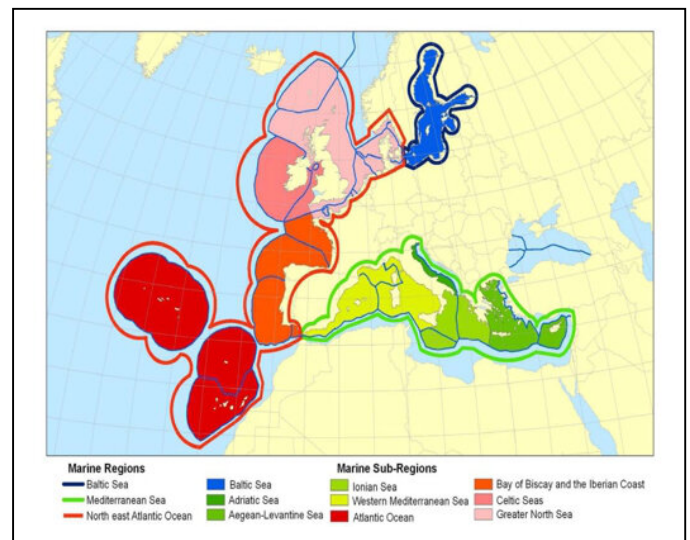 Marine Regions
Baltic Sea
Mediterranean Sea
North east Atlantic Ocean
Marine Sub-Regions
Baltic Sea
Adriatic Sea
Aegean-Levantine Sea
Ionian Sea
Western Mediterranean Sea
Atlantic Ocean
Bay of Biscay and the Iberian Coast
Celtic Seas
Greater North Sea